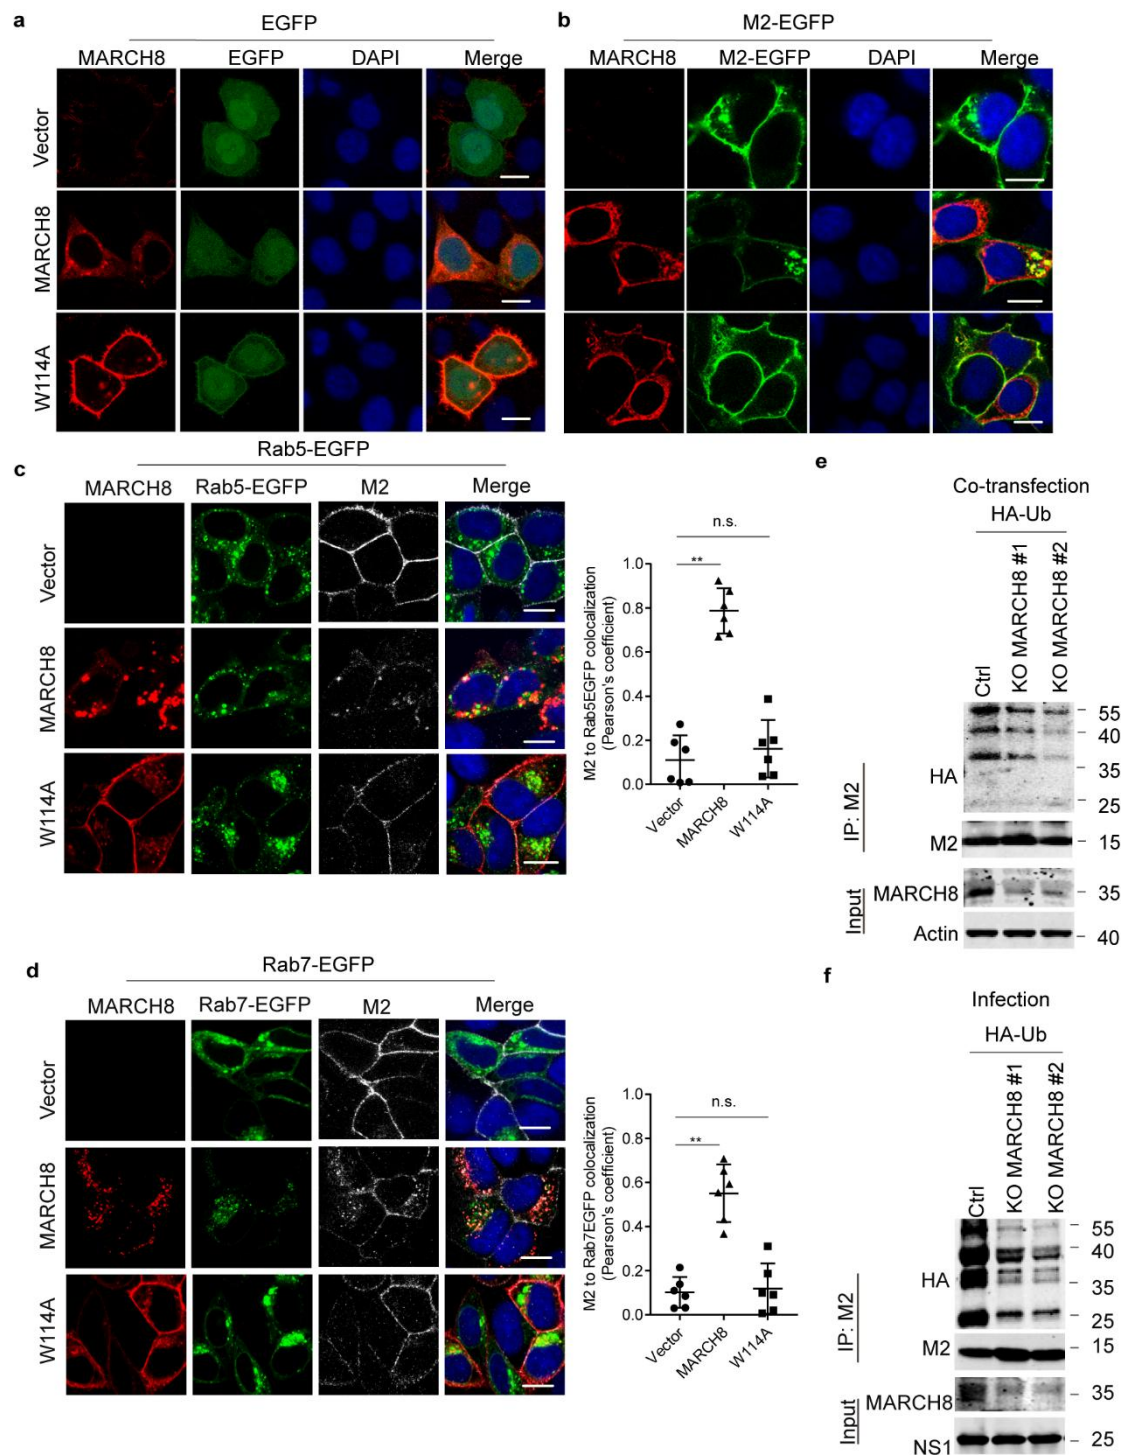 a
EGFP
MARCH8 EGFP DAPI Merge
Vector
MARCH8
W114A
b
M2-EGFP
MARCH8 M2-EGFP DAPI Merge
c
Rab5-EGFP
MARCH8 Rab5-EGFP M2 Merge
Vector
MARCH8
W114A
M2 to Rab5EGFP colocalization
(Pearson's coefficient)
n.s.
**
1.0
0.8
0.6
0.4
0.2
0.0
Vector
MARCH8
W114A
d
Rab7-EGFP
MARCH8 Rab7-EGFP M2 Merge
Vector
MARCH8
W114A
M2 to Rab7EGFP colocalization
(Pearson's coefficient)
n.s.
**
1.0
0.8
0.6
0.4
0.2
0.0
Vector
MARCH8
W114A
e
Co-transfection
HA-Ub
Ctrl
KO MARCH8 #1
KO MARCH8 #2
IP: M2
HA
55
40
35
25
M2
15
Input
MARCH8
35
Actin
40
f
Infection
HA-Ub
Ctrl
KO MARCH8 #1
KO MARCH8 #2
IP: M2
HA
55
40
35
25
M2
15
Input
MARCH8
35
NS1
25